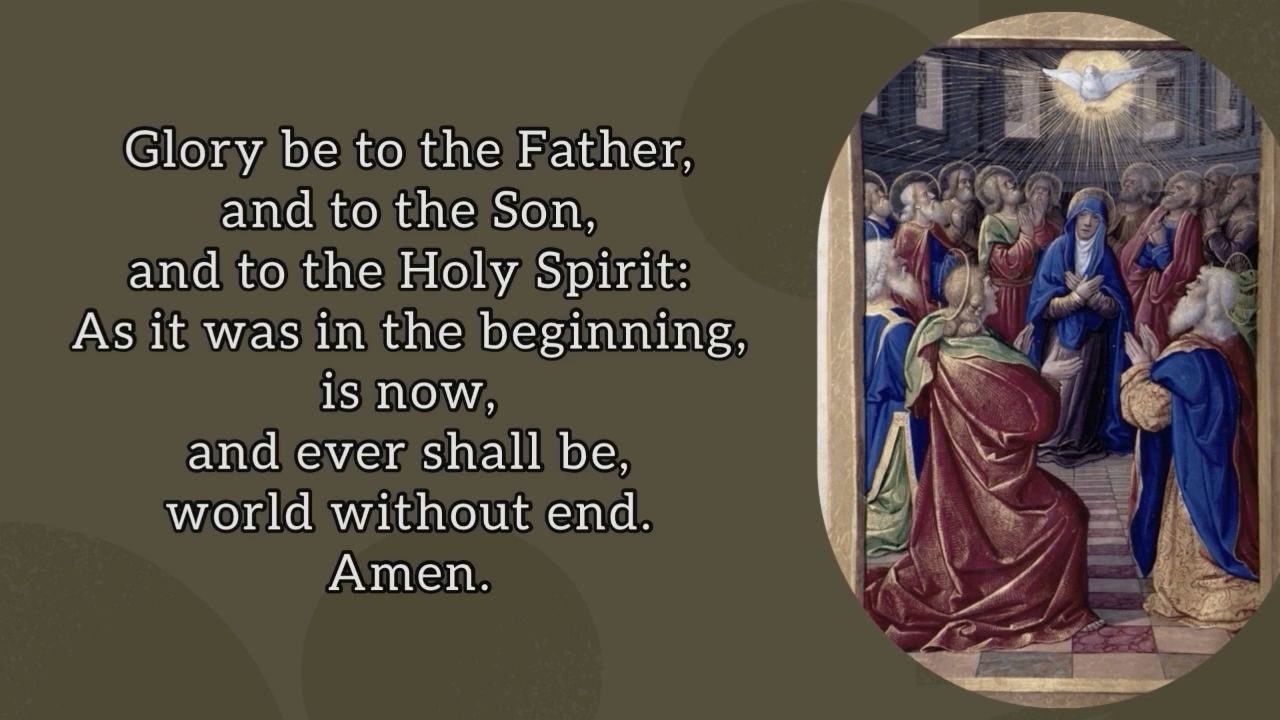 Glory be to the Father,
and to the Son,
and to the Holy Spirit:
As it was in the beginning,
is now,
and ever shall be,
world without end.
Amen.